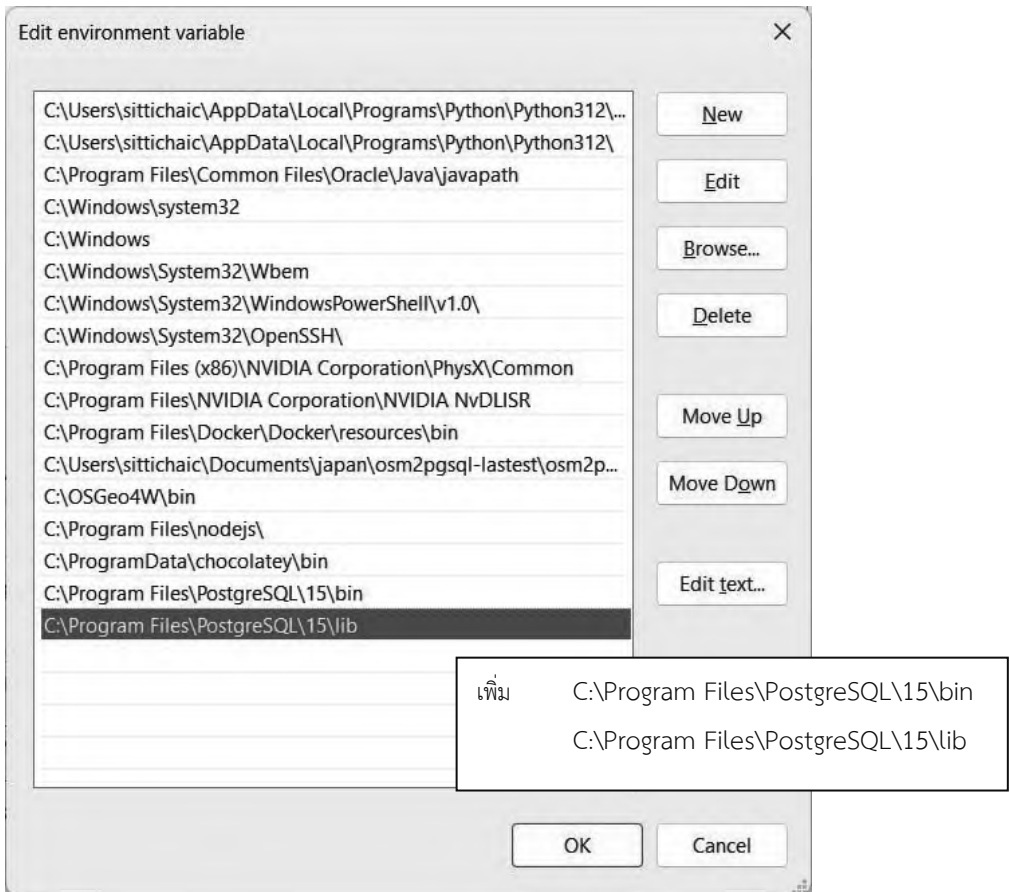 Edit environment variable
C:\Users\sittichaic\AppData\Local\Programs\Python\Python312\...
C:\Users\sittichaic\AppData\Local\Programs\Python\Python312\
C:\Program Files\Common Files\Oracle\Java\javapath
C:\Windows\system32
C:\Windows
C:\Windows\System32\Wbem
C:\Windows\System32\WindowsPowerShell\v1.0\
C:\Windows\System32\OpenSSH\
C:\Program Files (x86)\NVIDIA Corporation\PhysX\Common
C:\Program Files\NVIDIA Corporation\NVIDIA NvDLISR
C:\Program Files\Docker\Docker\resources\bin
C:\Users\sittichaic\Documents\japan\osm2pgsql-lastest\osm2p...
C:\OSGeo4W\bin
C:\Program Files\nodejs\
C:\ProgramData\chocolatey\bin
C:\Program Files\PostgreSQL\15\bin
C:\Program Files\PostgreSQL\15\lib
New
Edit
Browse...
Delete
Move Up
Move Down
Edit text...
เพิ่ม C:\Program Files\PostgreSQL\15\bin
C:\Program Files\PostgreSQL\15\lib
OK
Cancel